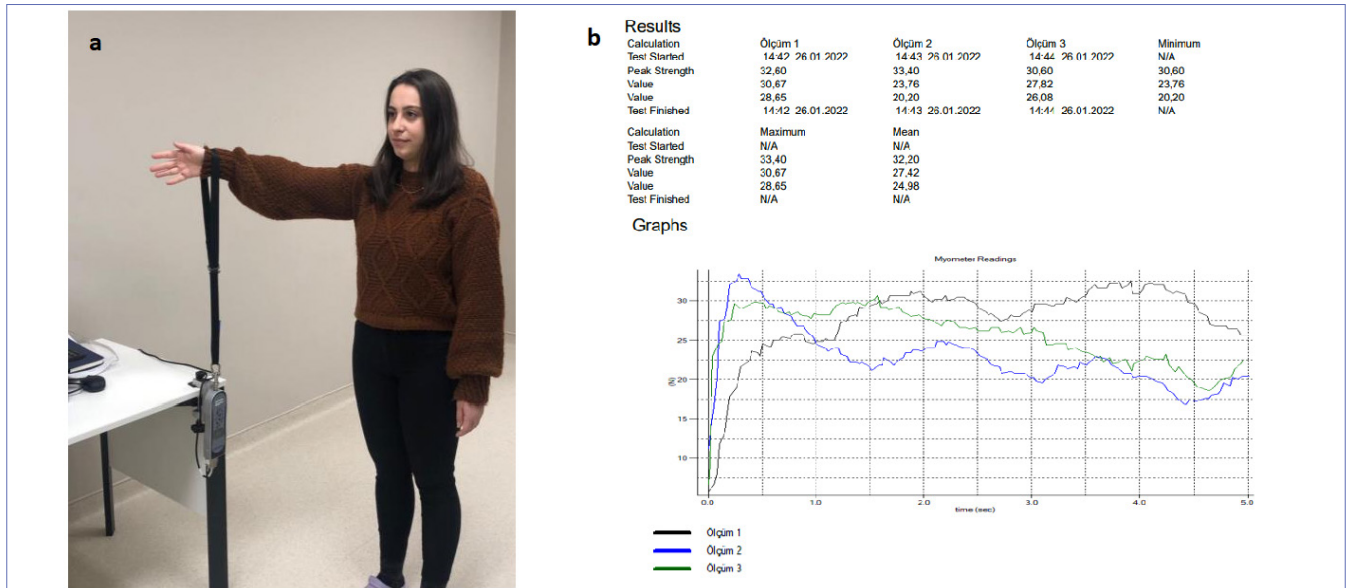 a
b
Results
Calculation Ölçüm 1 Ölçüm 2 Ölçüm 3 Minimum
Test Started 14:42 26.01.2022 14:43 26.01.2022 14:44 26.01.2022 N/A
Peak Strength 32,60 33,40 30,60 30,60
Value 30,67 23,76 27,82 23,76
Value 28,65 20,20 26,08 20,20
Test Finished 14:42 26.01.2022 14:43 26.01.2022 14:44 26.01.2022 N/A
Calculation Maximum Mean
Test Started N/A N/A
Peak Strength 33,40 32,20
Value 30,67 27,42
Value 28,65 24,98
Test Finished N/A N/A
Graphs
Myometer Readings
30
25
20
15
10
(N)
0.0 1.0 2.0 3.0 4.0 5.0
time (sec)
Ölçüm 1
Ölçüm 2
Ölçüm 3